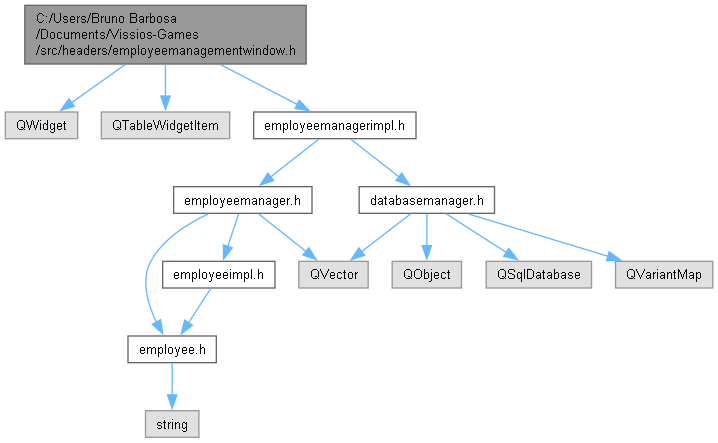 C:/Users/Bruno Barbosa
/Documents/Vissios-Games
/src/headers/employeemanagementwindow.h
QWidget
QTableWidgetItem
employeemanagerimpl.h
employeemanager.h
databasemanager.h
employeeimpl.h
QVector
QObject
QSqlDatabase
QVariantMap
employee.h
string